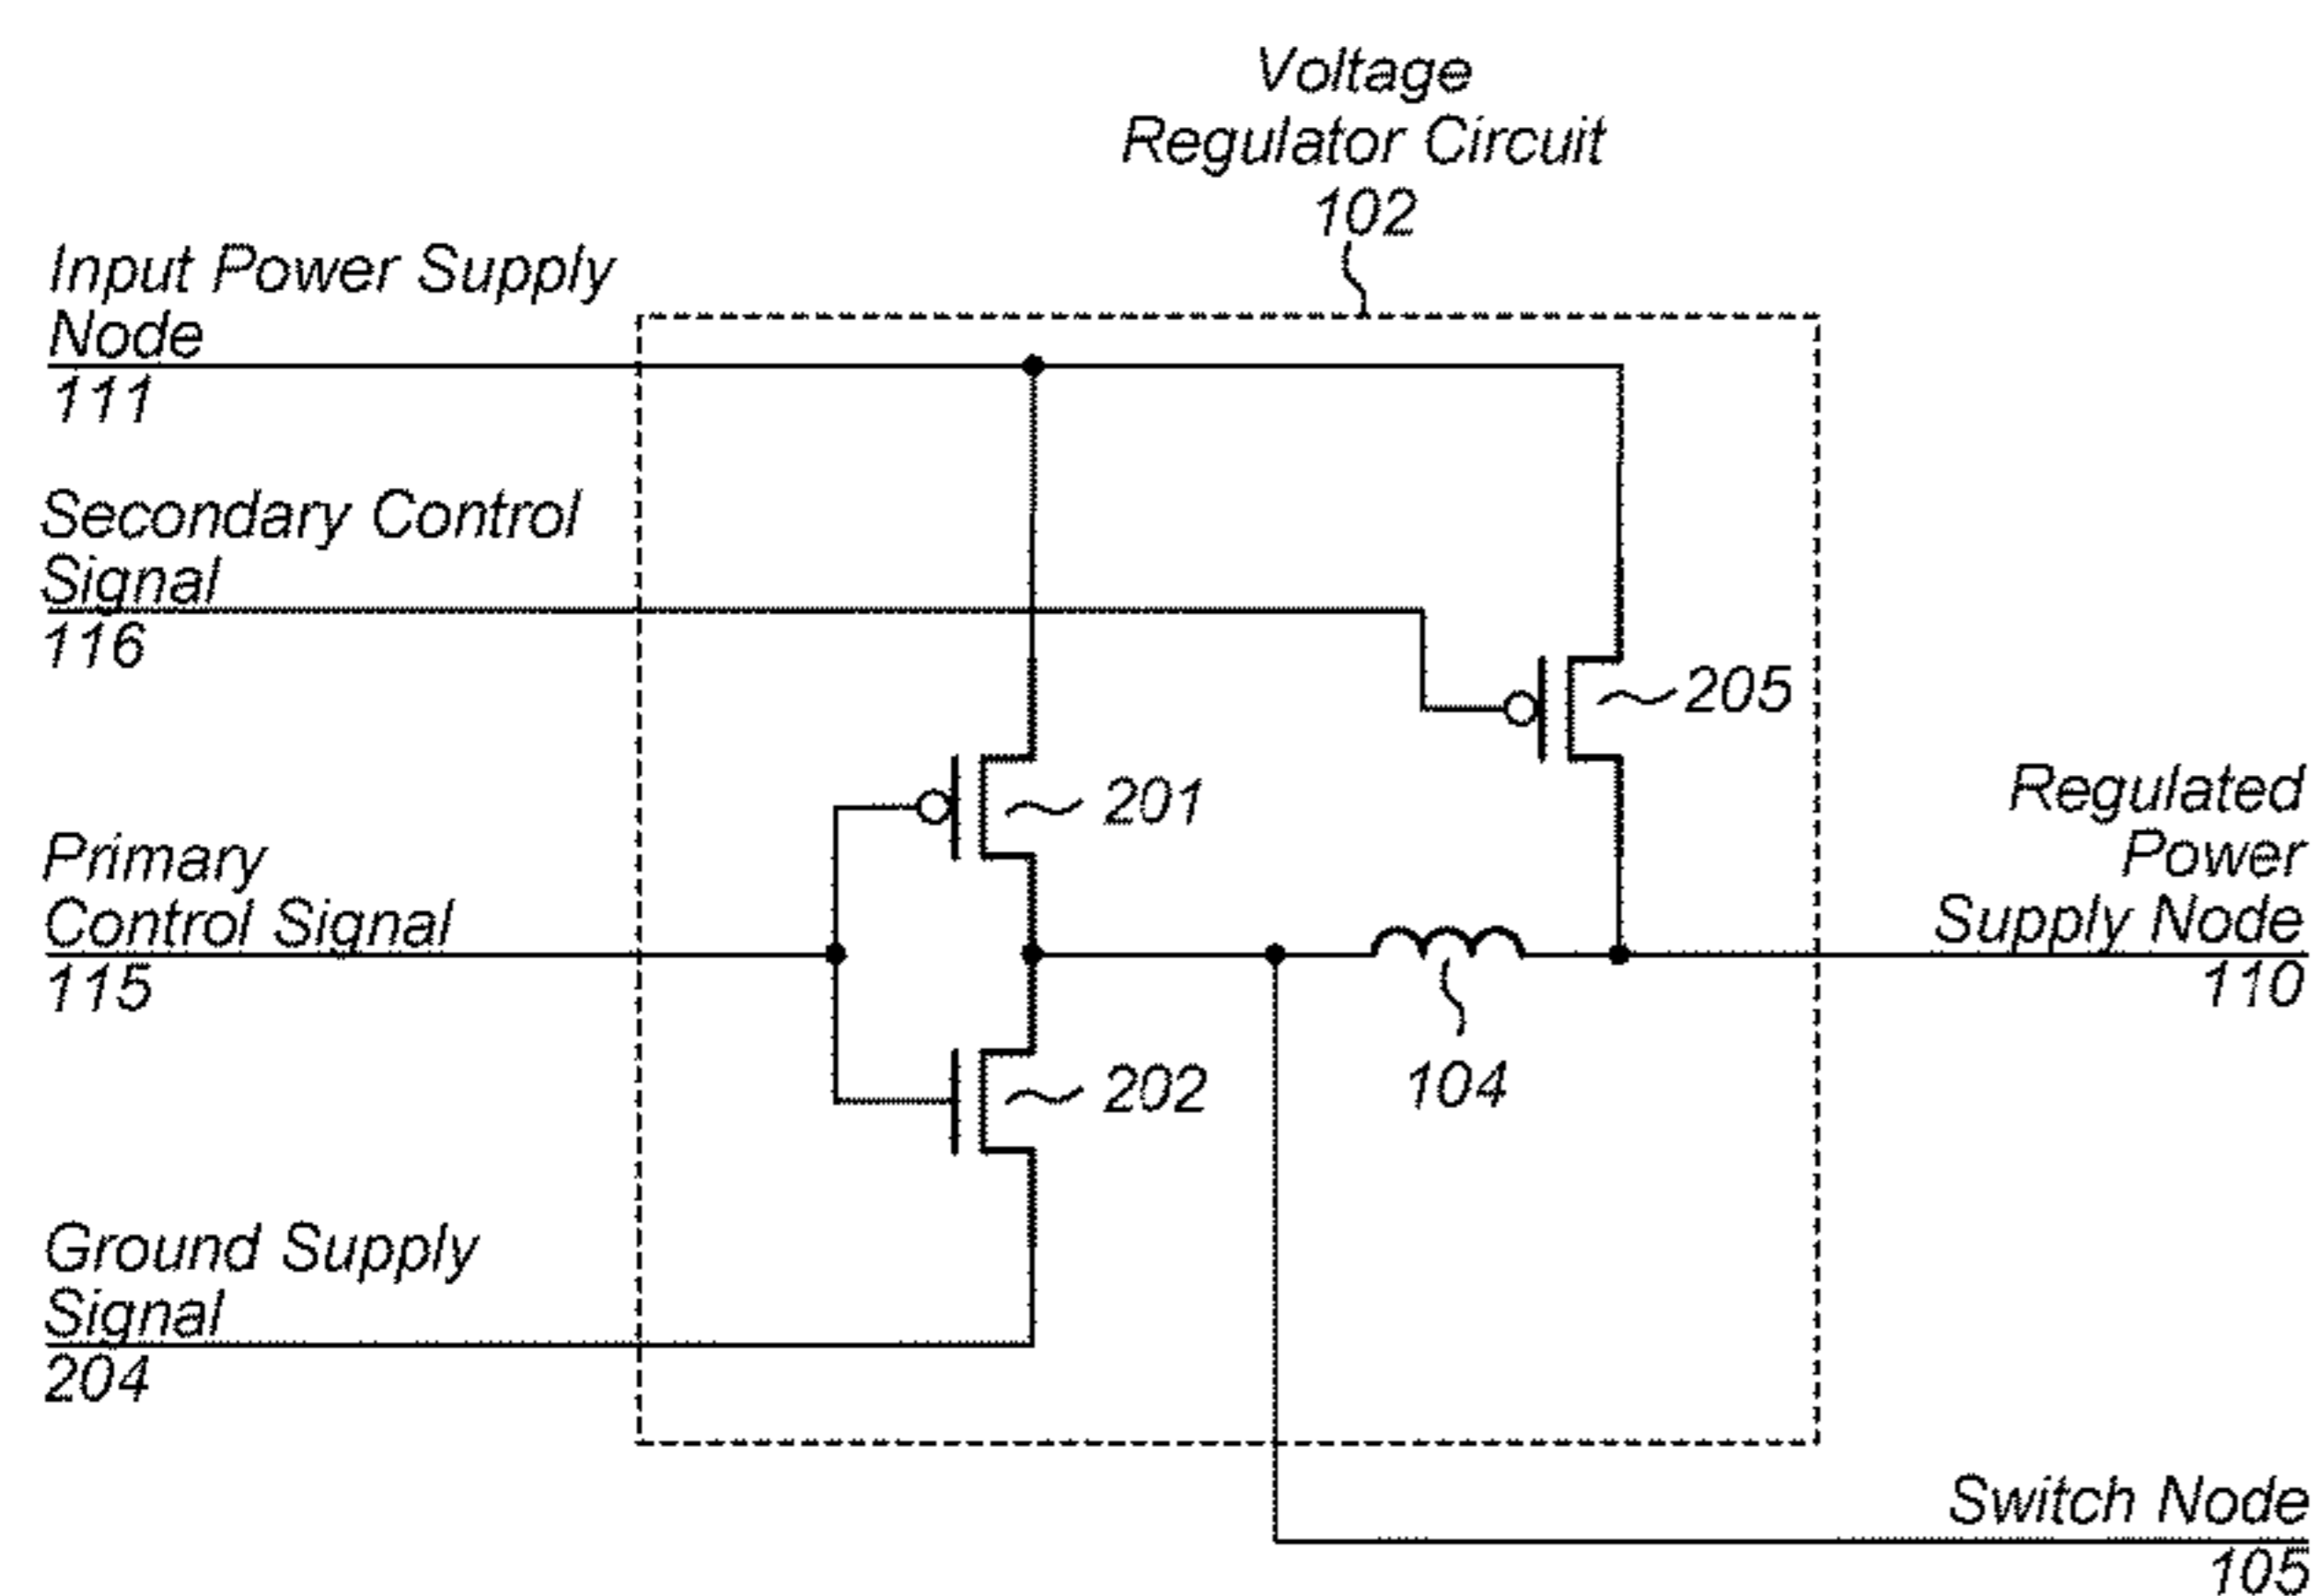 Voltage
Regulator Circuit
102
Input Power Supply
Node
111
Secondary Control
Signal
116
205
201
Primary
Control Signal
115
Regulated
Power
Supply Node
110
104
202
Ground Supply
Signal
204
Switch Node
105